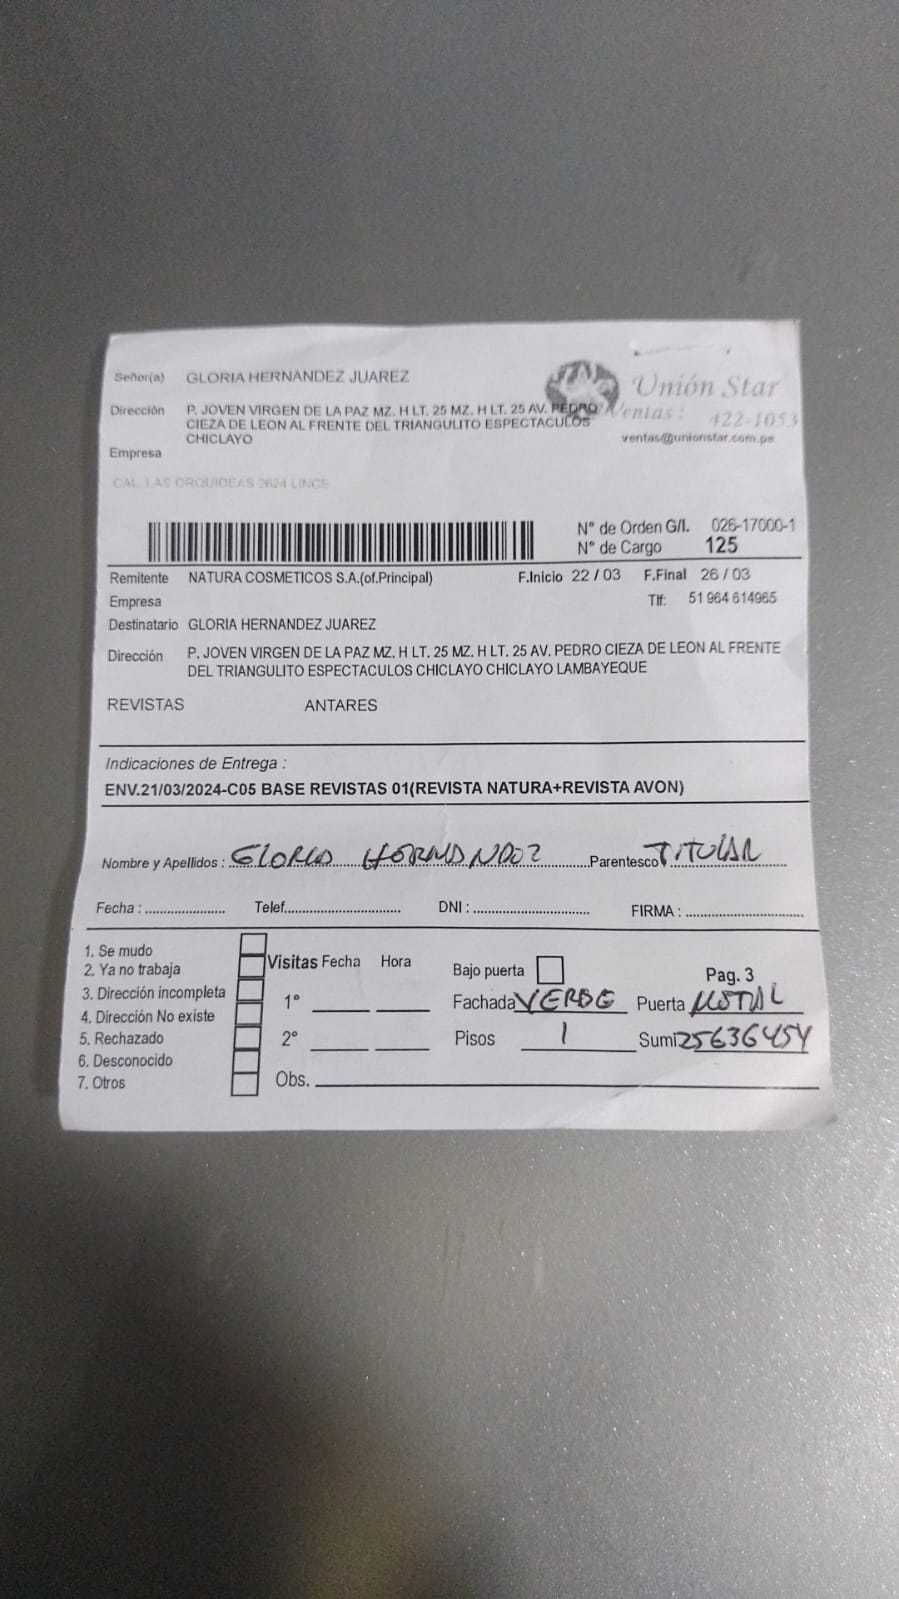 Señor(a) GLORIA HERNANDEZ JUAREZ
Unión Star
Dirección P. JOVEN VIRGEN DE LA PAZ MZ. H LT. 25 MZ. H LT. 25 AV. PEDRO
Ventas: 422-1053
CIEZA DE LEON AL FRENTE DEL TRIANGULITO ESPECTACULOS
CHICLAYO
ventas@unionstar.com.pe
Empresa
CAL. LAS ORQUIDEAS 2624 LINCE
N° de Orden G/I. 026-17000-1
N° de Cargo 125
Remitente NATURA COSMETICOS S.A.(of.Principal) F.Inicio 22 / 03 F.Final 26 / 03
Empresa Tlf: 51 964 614965
Destinatario GLORIA HERNANDEZ JUAREZ
Dirección P. JOVEN VIRGEN DE LA PAZ MZ. H LT. 25 MZ. H LT. 25 AV. PEDRO CIEZA DE LEON AL FRENTE
DEL TRIANGULITO ESPECTACULOS CHICLAYO CHICLAYO LAMBAYEQUE
REVISTAS ANTARES
Indicaciones de Entrega :
ENV.21/03/2024-C05 BASE REVISTAS 01(REVISTA NATURA+REVISTA AVON)
Nombre y Apellidos : GLORIA HERNANDEZ Parentesco TITULAR
Fecha : Telef. DNI : FIRMA :
1. Se mudo
2. Ya no trabaja
3. Dirección incompleta
4. Dirección No existe
5. Rechazado
6. Desconocido
7. Otros
Visitas Fecha Hora
1°
2°
Obs.
Bajo puerta Pag. 3
Fachada VERDE Puerta METAL
Pisos 1 Sumi 25636454